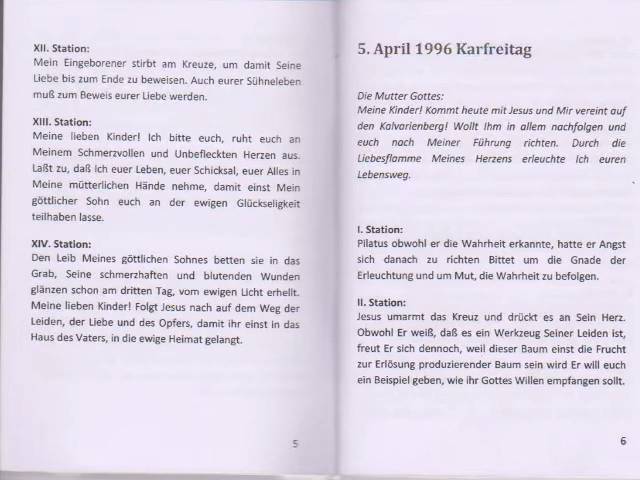 XII. Station:
Mein Eingeborener stirbt am Kreuze, um damit Seine
Liebe bis zum Ende zu beweisen. Auch eurer Sühneleben
muß zum Beweis eurer Liebe werden.
XIII. Station:
Meine lieben Kinder! Ich bitte euch, ruht euch an
Meinem Schmerzvollen und Unbefleckten Herzen aus.
Laßt zu, daß ich euer Leben, euer Schicksal, euer Alles in
Meine mütterlichen Hände nehme, damit einst Mein
göttlicher Sohn euch an der ewigen Glückseligkeit
teilhaben lasse.
XIV. Station:
Den Leib Meines göttlichen Sohnes betten sie in das
Grab, Seine schmerzhaften und blutenden Wunden
glänzen schon am dritten Tag, vom ewigen Licht erhellt.
Meine lieben Kinder! Folgt Jesus nach auf dem Weg der
Leiden, der Liebe und des Opfers, damit ihr einst in das
Haus des Vaters, in die ewige Heimat gelangt.
5
5. April 1996 Karfreitag
Die Mutter Gottes:
Meine Kinder! Kommt heute mit Jesus und Mir vereint auf
den Kalvarienberg! Wollt Ihm in allem nachfolgen und
euch nach Meiner Führung richten. Durch die
Liebesflamme Meines Herzens erleuchte Ich euren
Lebensweg.
I. Station:
Pilatus obwohl er die Wahrheit erkannte, hatte er Angst
sich danach zu richten Bittet um die Gnade der
Erleuchtung und um Mut, die Wahrheit zu befolgen.
II. Station:
Jesus umarmt das Kreuz und drückt es an Sein Herz.
Obwohl Er weiß, daß es ein Werkzeug Seiner Leiden ist,
freut Er sich dennoch, weil dieser Baum einst die Frucht
zur Erlösung produzierender Baum sein wird Er will euch
ein Beispiel geben, wie ihr Gottes Willen empfangen sollt.
6